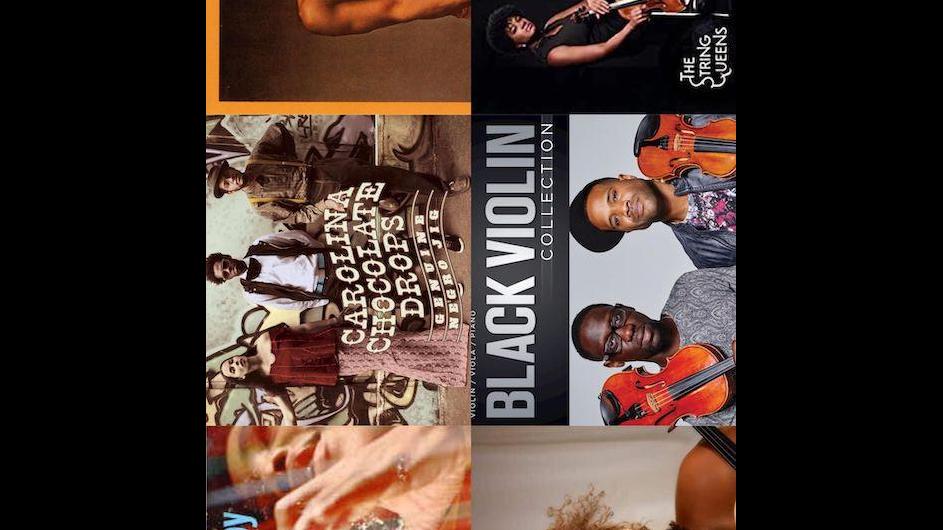 THE
STRING
QUEENS
CAROLINA
CHOCOLATE
DROPS
GENUINE
NEGRO JIG
VIOLIN / VIOLA / PIANO
BLACK VIOLIN
COLLECTION